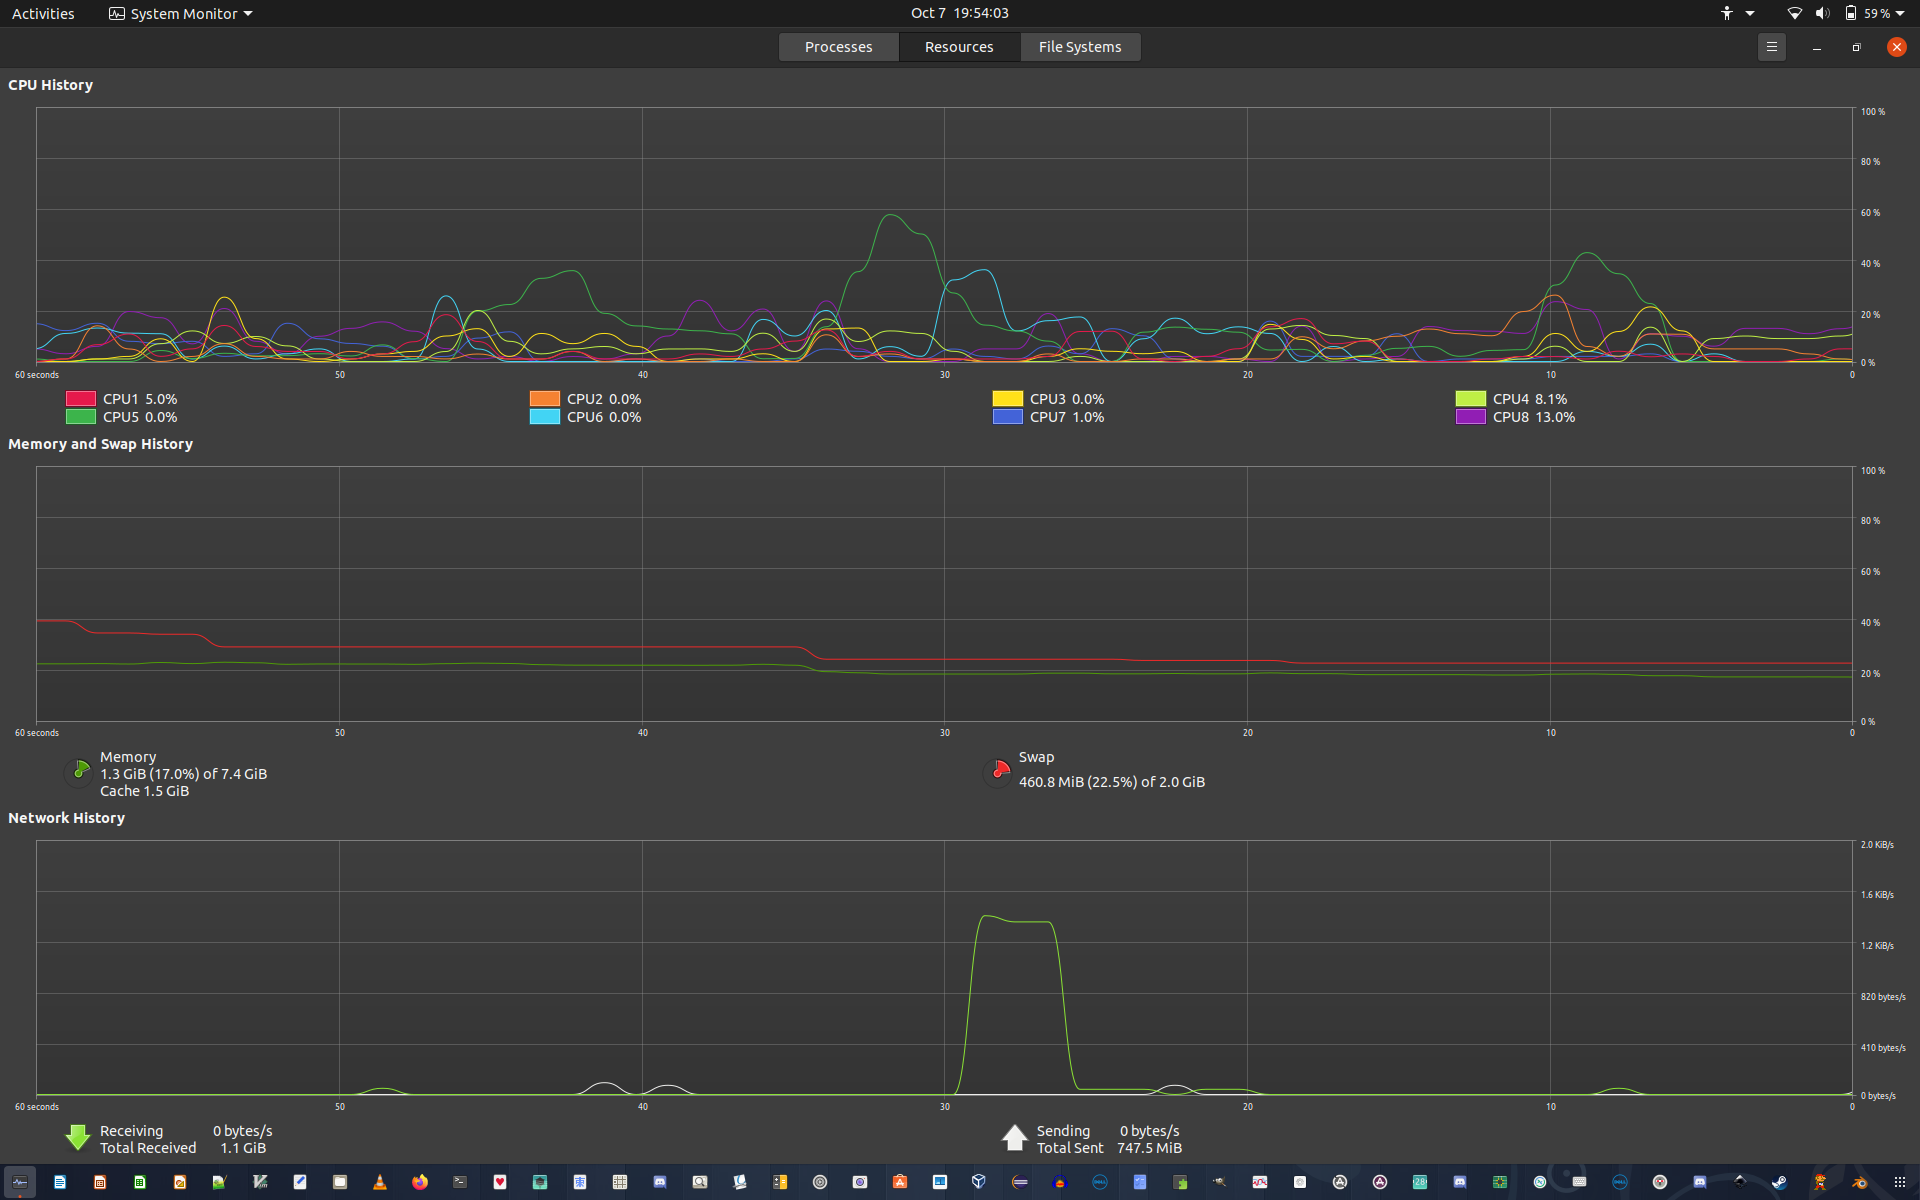 Activities System Monitor Oct 7 19:54:03 59 %
Processes Resources File Systems
CPU History
100 %
80 %
60 %
40 %
20 %
0 %
60 seconds 50 40 30 20 10 0
CPU1 5.0% CPU2 0.0% CPU3 0.0% CPU4 8.1%
CPU5 0.0% CPU6 0.0% CPU7 1.0% CPU8 13.0%
Memory and Swap History
100 %
80 %
60 %
40 %
20 %
0 %
60 seconds 50 40 30 20 10 0
Memory Swap
1.3 GiB (17.0%) of 7.4 GiB 460.8 MiB (22.5%) of 2.0 GiB
Cache 1.5 GiB
Network History
2.0 KiB/s
1.6 KiB/s
1.2 KiB/s
820 bytes/s
410 bytes/s
0 bytes/s
60 seconds 50 40 30 20 10 0
Receiving 0 bytes/s Sending 0 bytes/s
Total Received 1.1 GiB Total Sent 747.5 MiB